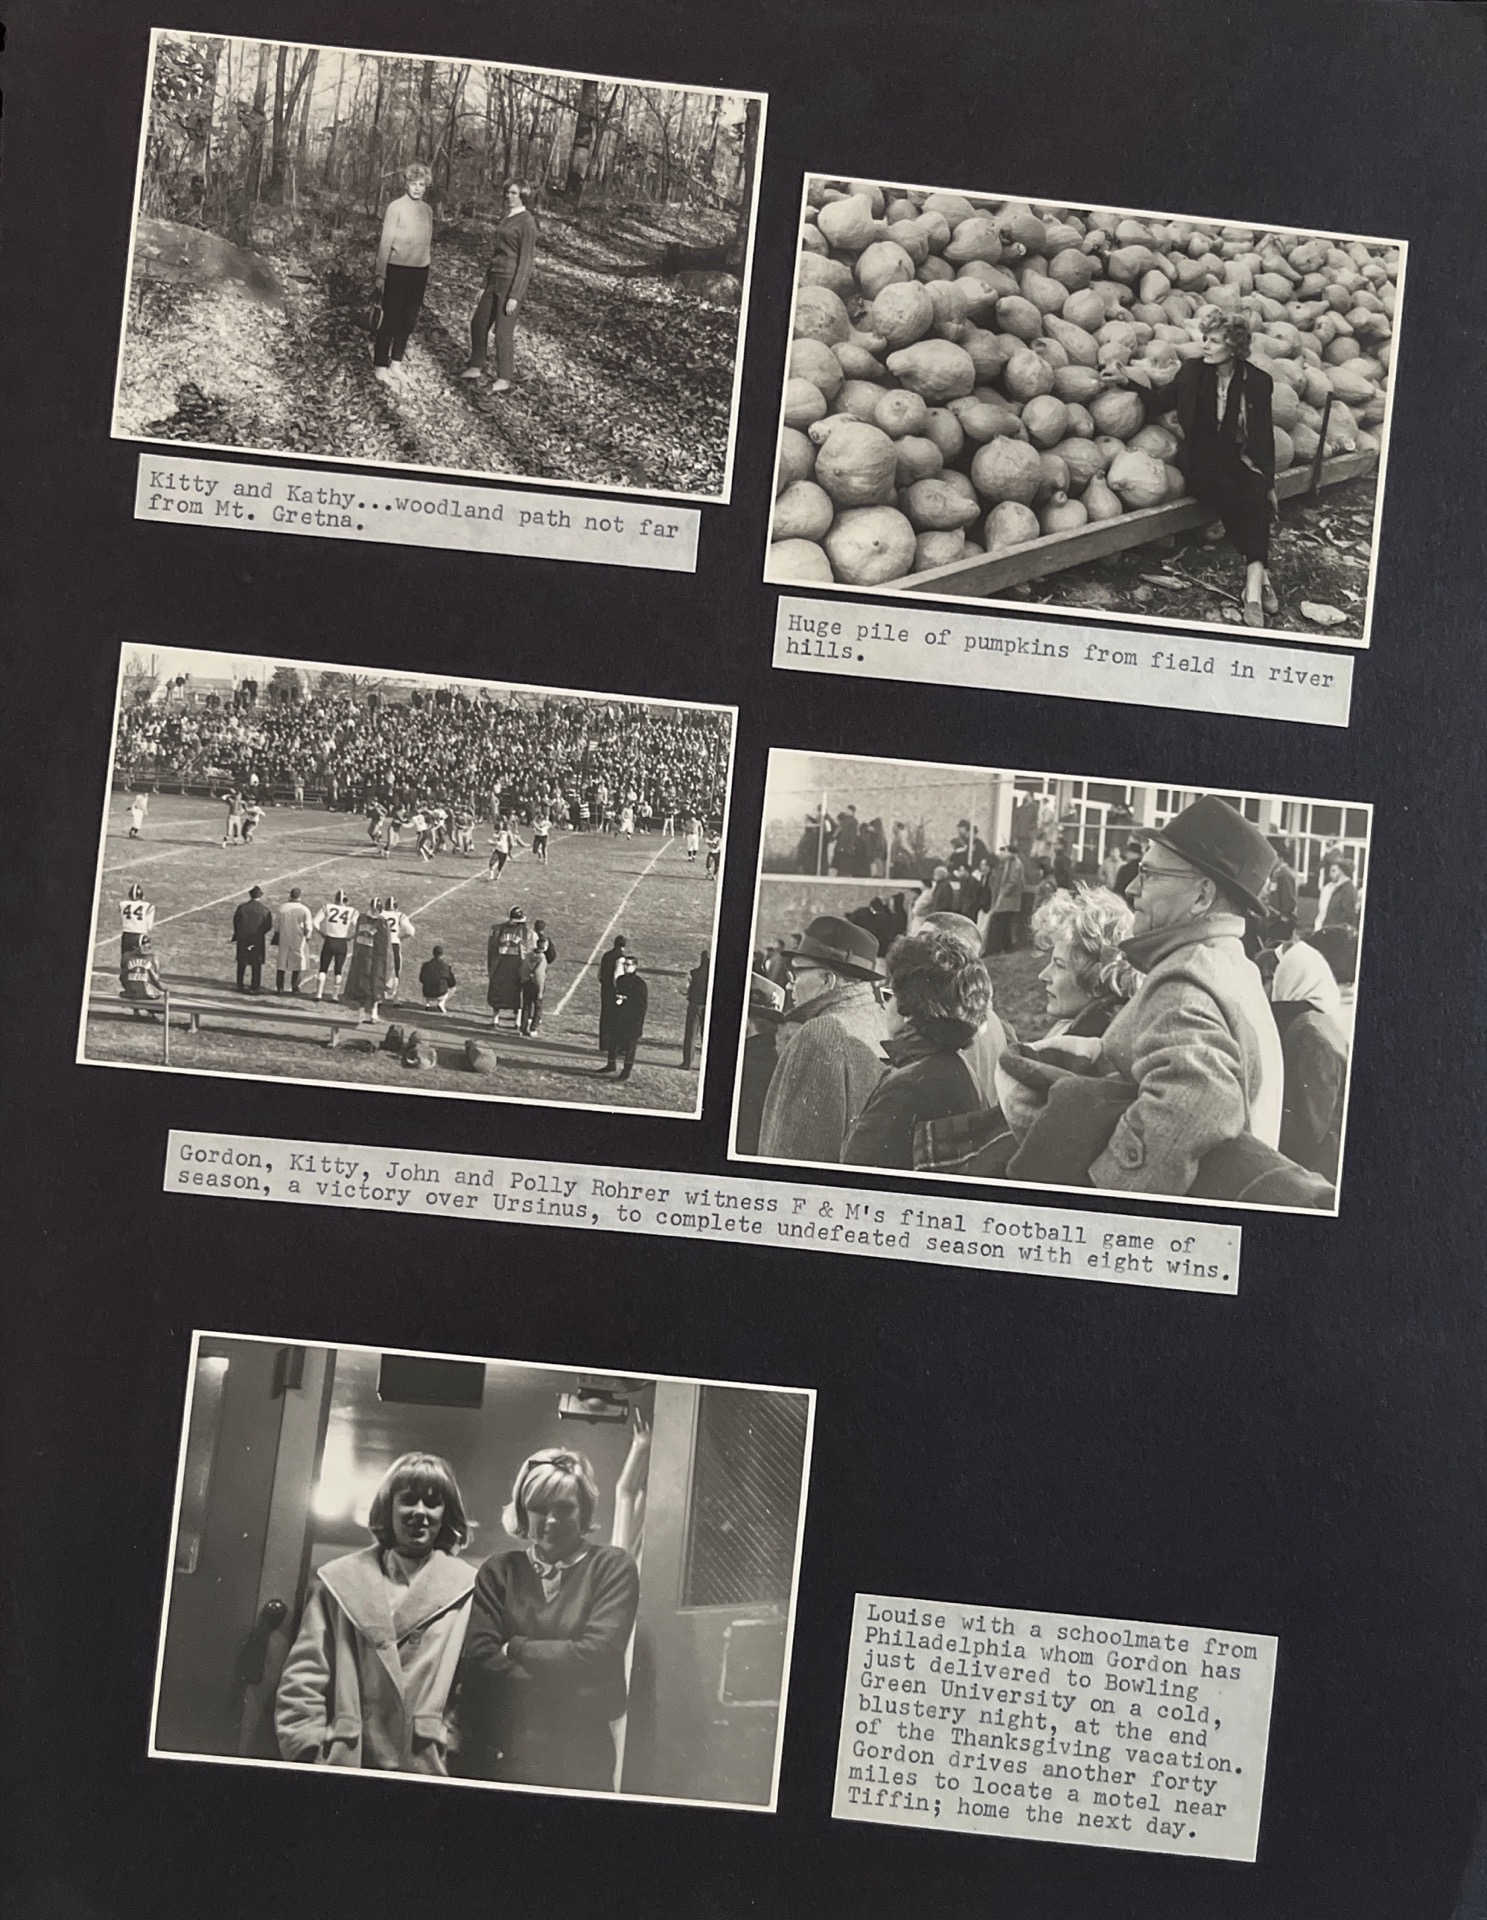 Kitty and Kathy...woodland path not far
from Mt. Gretna.
Huge pile of pumpkins from field in river
hills.
44
24
2
Gordon, Kitty, John and Polly Rohrer witness F & M's final football game of
season, a victory over Ursinus, to complete undefeated season with eight wins.
Louise with a schoolmate from
Philadelphia whom Gordon has
just delivered to Bowling
Green University on a cold,
blustery night, at the end
of the Thanksgiving vacation.
Gordon drives another forty
miles to locate a motel near
Tiffin; home the next day.